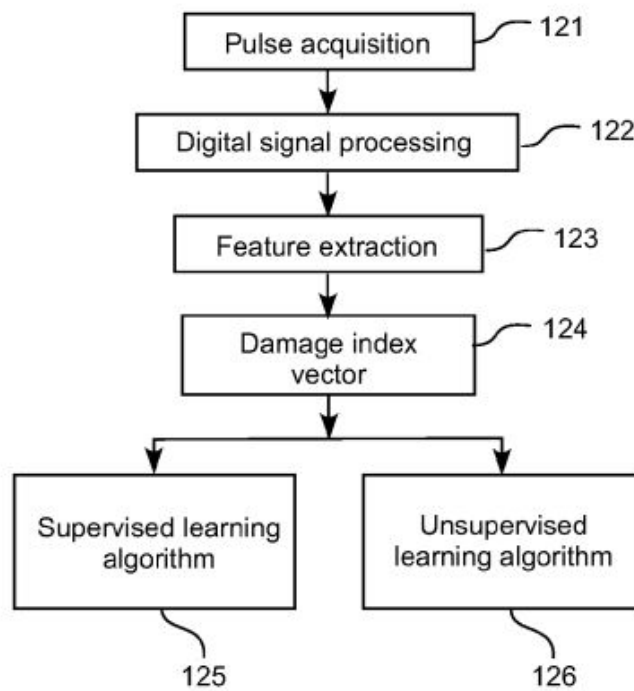 Pulse acquisition
121
Digital signal processing
122
Feature extraction
123
Damage index
vector
124
Supervised learning
algorithm
Unsupervised
learning algorithm
125
126